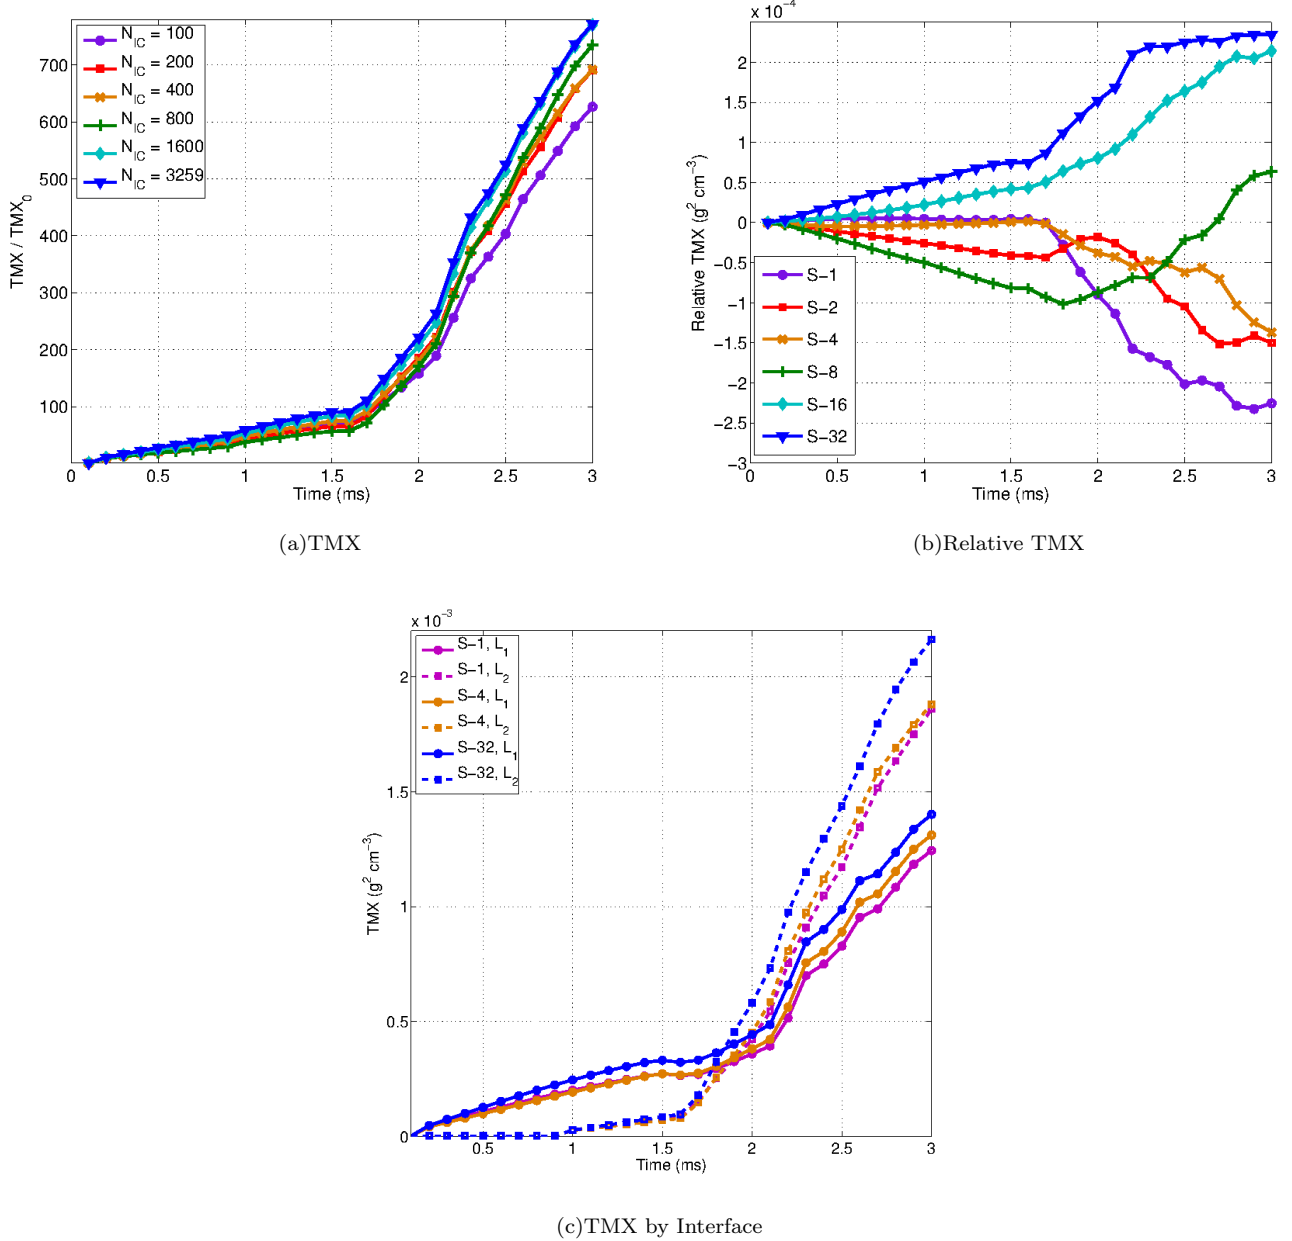 N_IC = 100
N_IC = 200
N_IC = 400
N_IC = 800
N_IC = 1600
N_IC = 3259
TMX / TMX_0
700
600
500
400
300
200
100
0 0.5 1 1.5 2 2.5 3
Time (ms)
(a)TMX
x 10^-4
Relative TMX (g^2 cm^-3)
2
1.5
1
0.5
0
−0.5
−1
−1.5
−2
−2.5
−3
S−1
S−2
S−4
S−8
S−16
S−32
0 0.5 1 1.5 2 2.5 3
Time (ms)
(b)Relative TMX
x 10^-3
S−1, L_1
S−1, L_2
S−4, L_1
S−4, L_2
S−32, L_1
S−32, L_2
TMX (g^2 cm^-3)
2
1.5
1
0.5
0
0.5 1 1.5 2 2.5 3
Time (ms)
(c)TMX by Interface